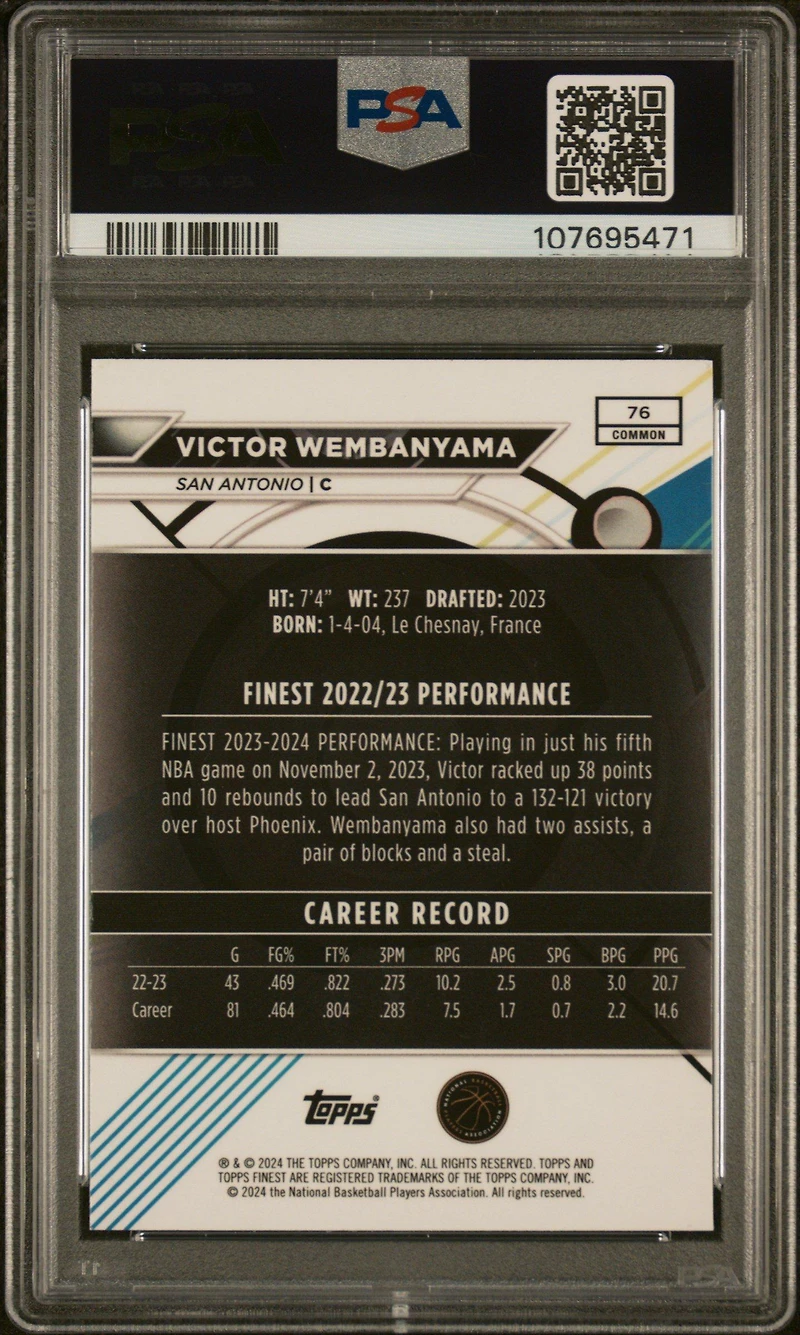 PSA
107695471
76
COMMON
VICTOR WEMBANYAMA
SAN ANTONIO | C
HT: 7'4" WT: 237 DRAFTED: 2023
BORN: 1-4-04, Le Chesnay, France
FINEST 2022/23 PERFORMANCE
FINEST 2023-2024 PERFORMANCE: Playing in just his fifth
NBA game on November 2, 2023, Victor racked up 38 points
and 10 rebounds to lead San Antonio to a 132-121 victory
over host Phoenix. Wembanyama also had two assists, a
pair of blocks and a steal.
CAREER RECORD
G FG% FT% 3PM RPG APG SPG BPG PPG
22-23 43 .469 .822 .273 10.2 2.5 0.8 3.0 20.7
Career 81 .464 .804 .283 7.5 1.7 0.7 2.2 14.6
Topps®
NATIONAL BASKETBALL
PLAYERS ASSOCIATION
® & © 2024 THE TOPPS COMPANY, INC. ALL RIGHTS RESERVED. TOPPS AND
TOPPS FINEST ARE REGISTERED TRADEMARKS OF THE TOPPS COMPANY, INC.
© 2024 the National Basketball Players Association. All rights reserved.
PSA